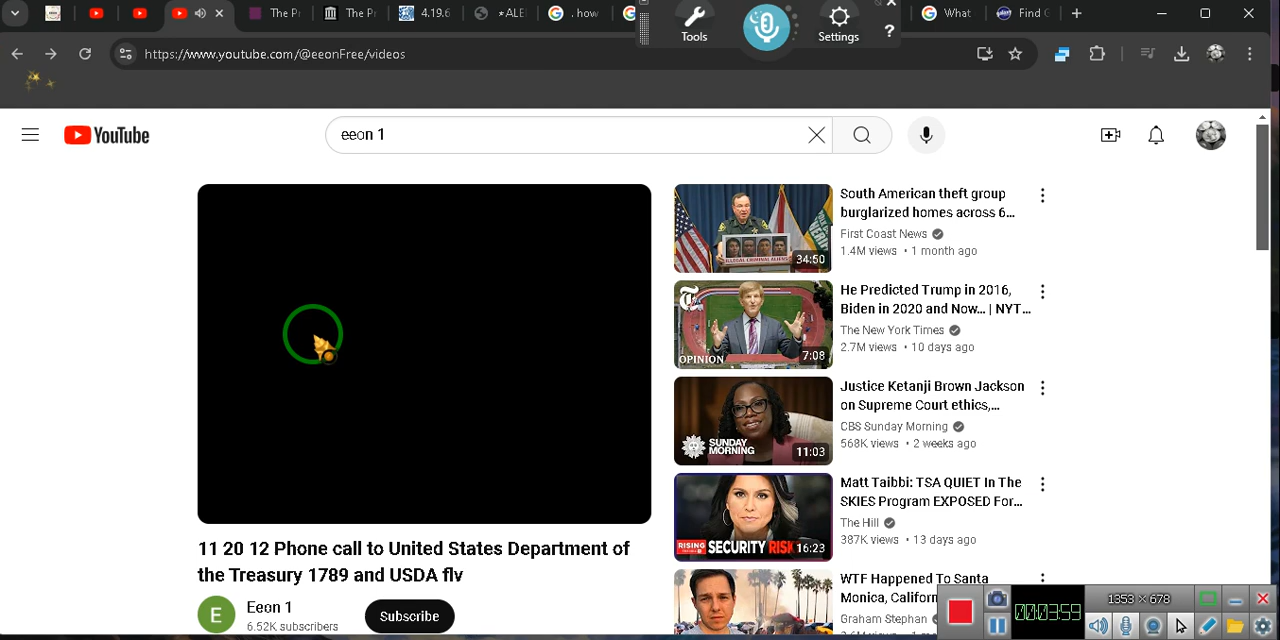 The Pr
The Pr
4.19.6
*ALE
. how
What
Find
Tools
Settings
?
https://www.youtube.com/@eeonFree/videos
YouTube
eeon 1
South American theft group
burglarized homes across 6...
First Coast News
1.4M views • 1 month ago
34:50
He Predicted Trump in 2016,
Biden in 2020 and Now... | NYT...
The New York Times
2.7M views • 10 days ago
OPINION
7:08
Justice Ketanji Brown Jackson
on Supreme Court ethics,...
CBS Sunday Morning
568K views • 2 weeks ago
SUNDAY
MORNING
11:03
Matt Taibbi: TSA QUIET In The
SKIES Program EXPOSED For...
The Hill
387K views • 13 days ago
RISING
SECURITY RISK
16:23
WTF Happened To Santa
Monica, Californ
Graham Stephan
11 20 12 Phone call to United States Department of
the Treasury 1789 and USDA flv
E
Eeon 1
6.52K subscribers
Subscribe
00:03:59
1353 × 678